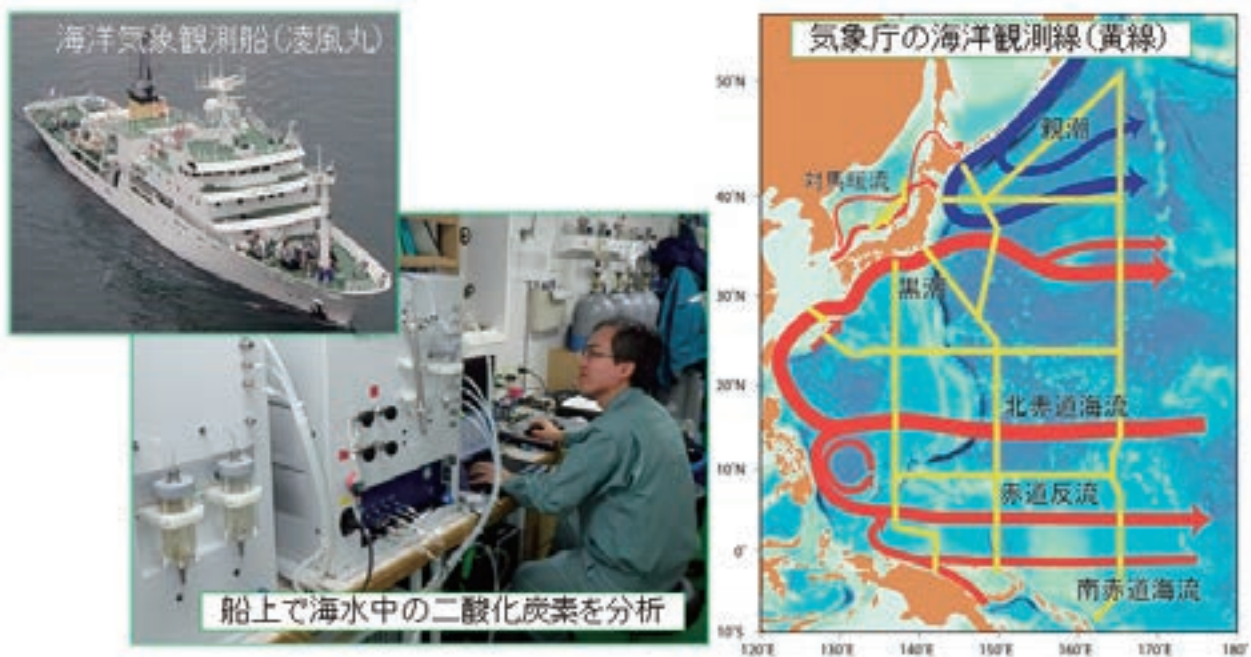 海洋気象観測船(凌風丸)
船上で海水中の二酸化炭素を分析
気象庁の海洋観測線(黄線)
50°N
親潮
対馬暖流
40°N
黒潮
30°N
20°N
北赤道海流
10°N
赤道反流
0°
南赤道海流
10°S
120°E 130°E 140°E 150°E 160°E 170°E 180°